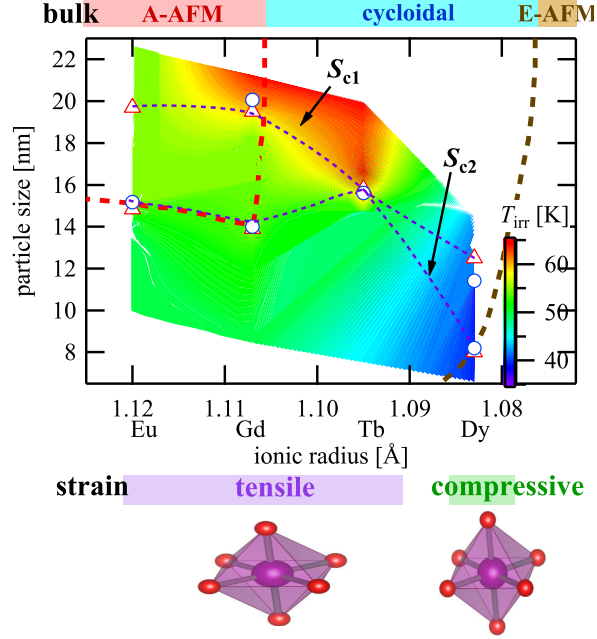 bulk A-AFM cycloidal E-AFM
22
20
18
16
14
12
10
8
particle size [nm]
Sc1
Sc2
Tirr [K]
60
50
40
1.12 1.11 1.10 1.09 1.08
Eu Gd Tb Dy
ionic radius [Å]
strain tensile compressive